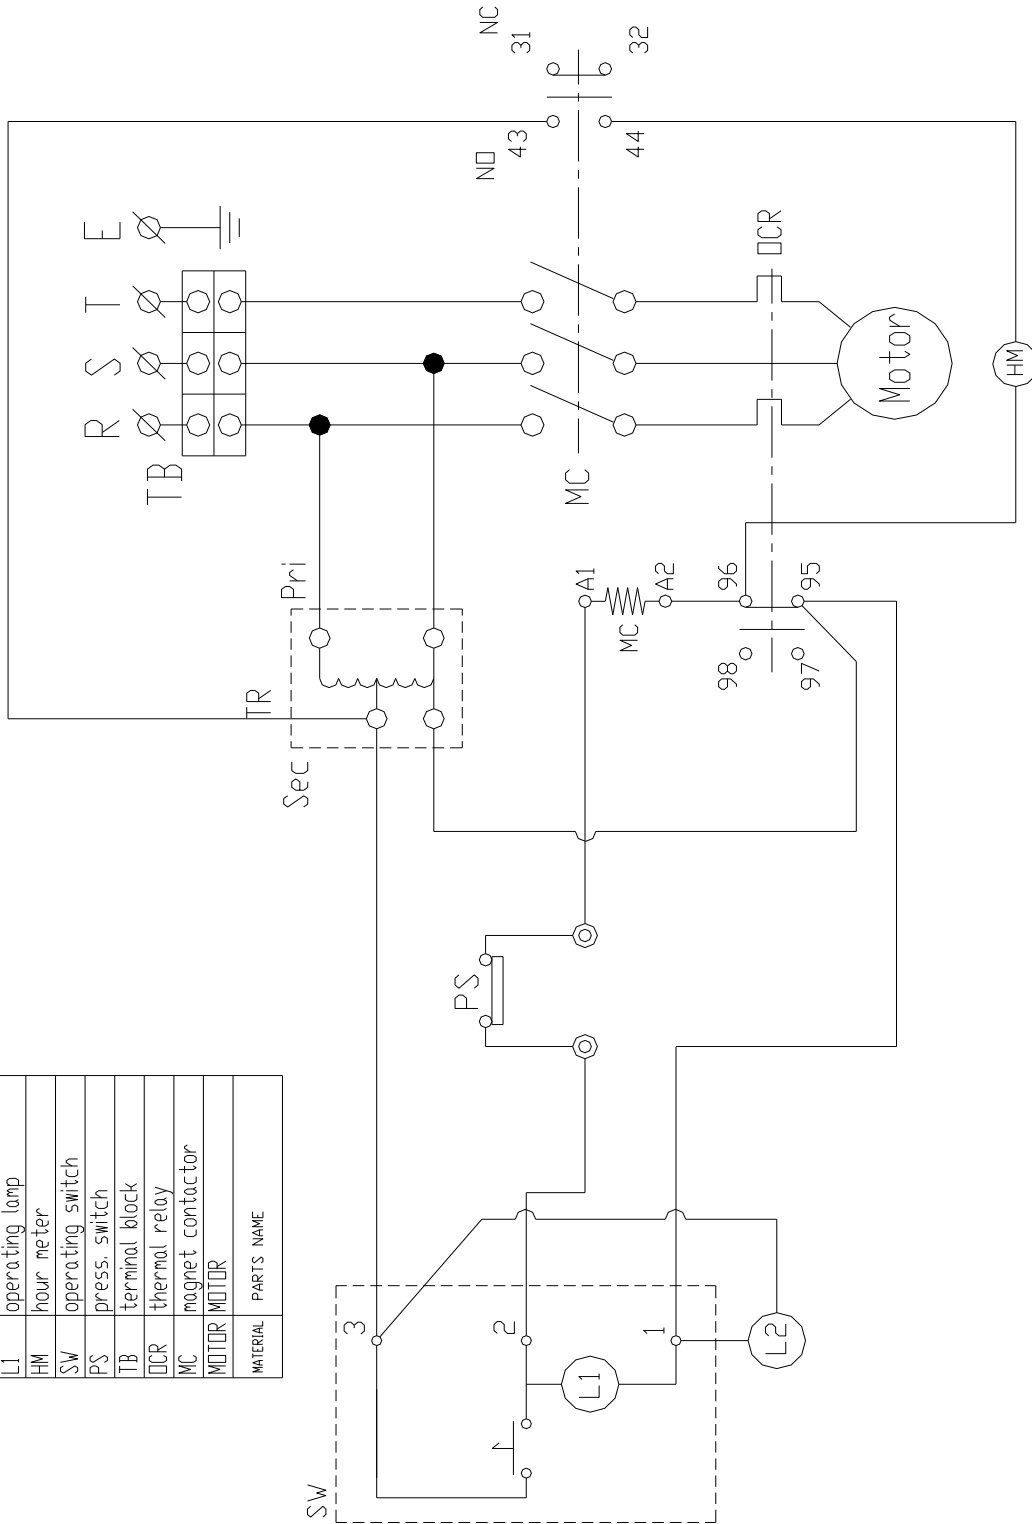 L1 operating lamp
HM hour meter
SW operating switch
PS press. switch
TB terminal block
OCR thermal relay
MC magnet contactor
MOTOR MOTOR
MATERIAL PARTS NAME
SW
3
2
1
L1
L2
PS
Sec
TR
Pri
A1
MC
A2
96
95
98
97
TB
R
S
T
E
MC
OCR
Motor
HM
NO
43
44
NC
31
32